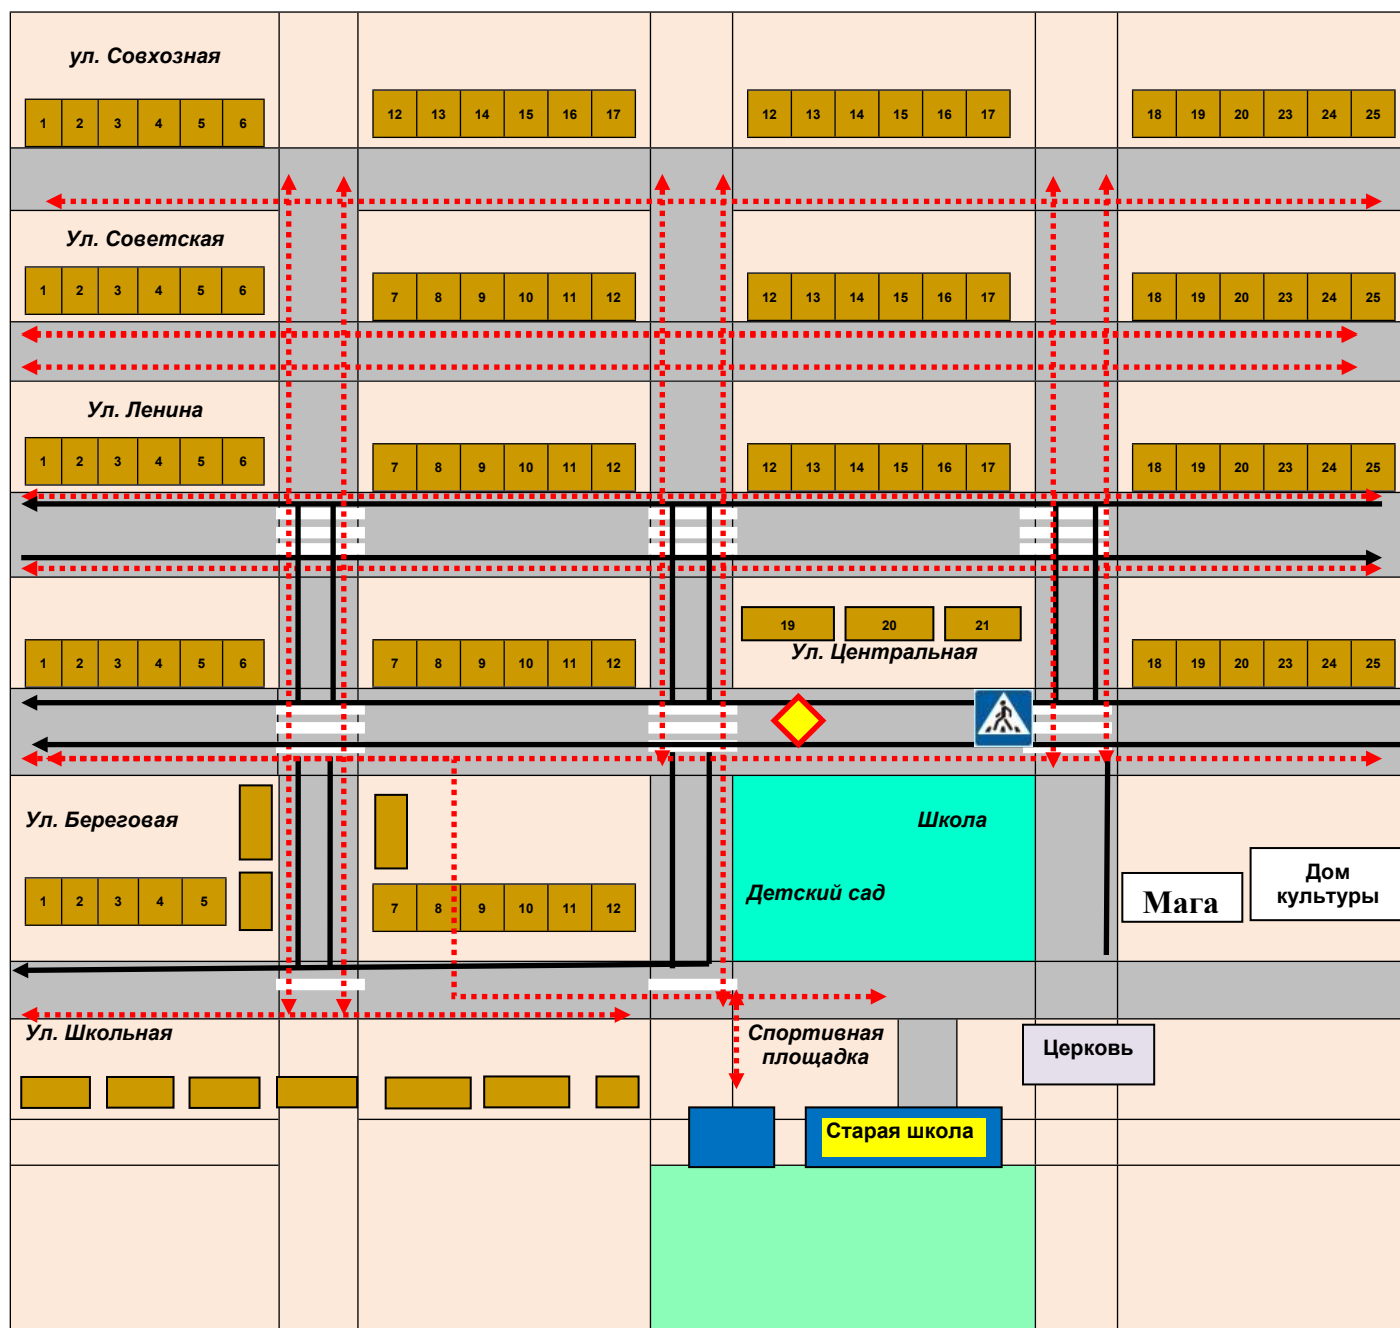 ул. Совхозная
1 2 3 4 5 6
12 13 14 15 16 17
12 13 14 15 16 17
18 19 20 23 24 25
Ул. Советская
1 2 3 4 5 6
7 8 9 10 11 12
12 13 14 15 16 17
18 19 20 23 24 25
Ул. Ленина
1 2 3 4 5 6
7 8 9 10 11 12
12 13 14 15 16 17
18 19 20 23 24 25
19 20 21
Ул. Центральная
1 2 3 4 5 6
7 8 9 10 11 12
18 19 20 23 24 25
Ул. Береговая
Школа
Детский сад
1 2 3 4 5
7 8 9 10 11 12
Мага
Дом
культуры
Ул. Школьная
Спортивная
площадка
Церковь
Старая школа